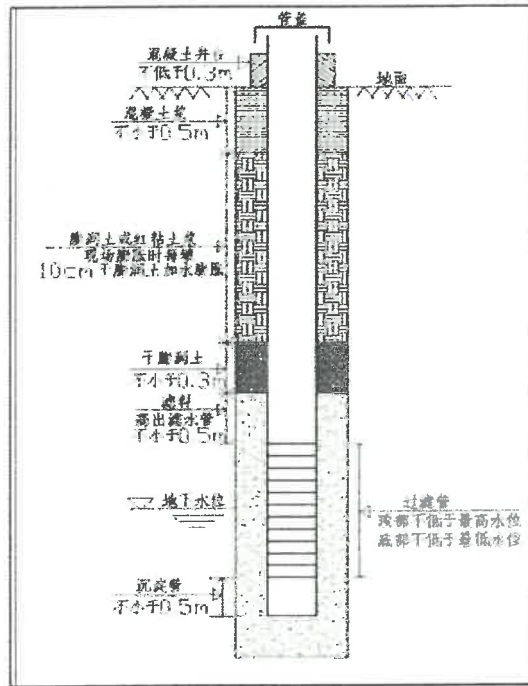 管盖
混凝土井台
不低于0.3m
地面
混凝土浆
不小于0.5m
膨润土或红粘土浆
现场膨胀时每填
10cm干膨润土加水膨胀
干膨润土
不小于0.3m
滤料
高出滤水管
不小于0.5m
地下水位
过滤管
顶部不低于最高水位
底部不低于最低水位
沉淀管
不小于0.5m